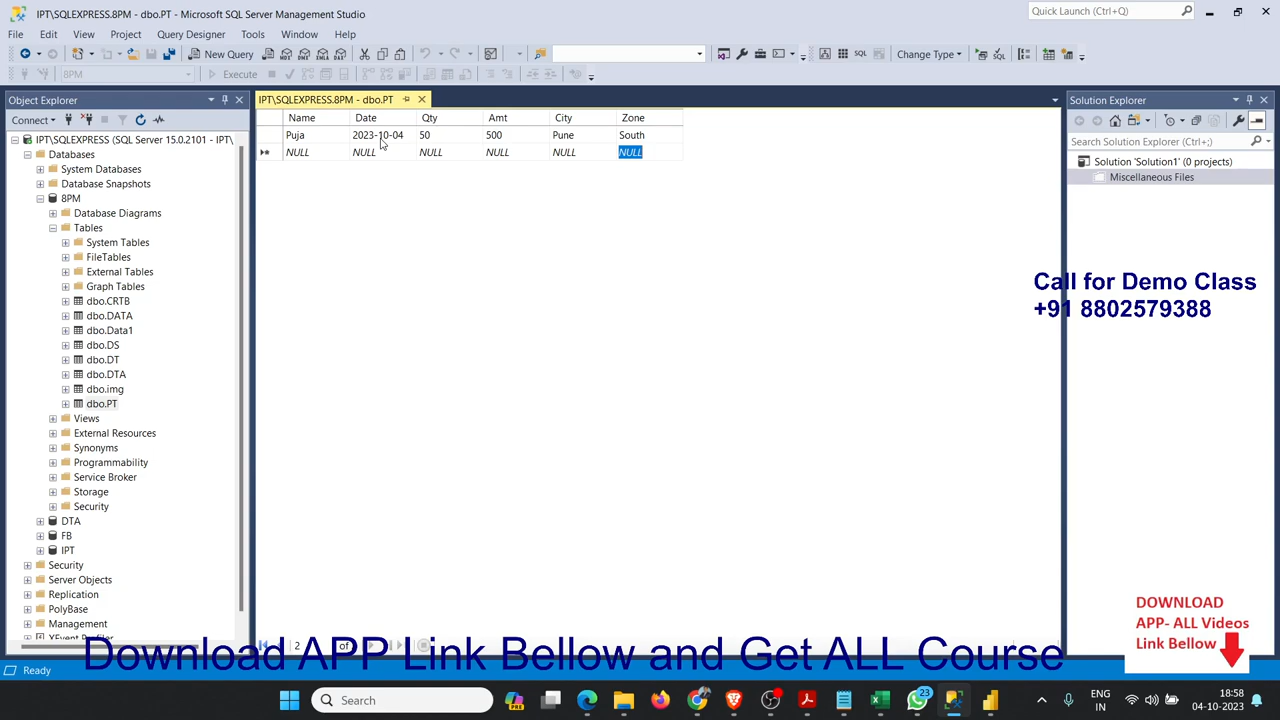 IPT\SQLEXPRESS.8PM - dbo.PT - Microsoft SQL Server Management Studio
Quick Launch (Ctrl+Q)
File Edit View Project Query Designer Tools Window Help
New Query Change Type
8PM Execute
Object Explorer
Connect
IPT\SQLEXPRESS (SQL Server 15.0.2101 - IPT\
Databases
System Databases
Database Snapshots
8PM
Database Diagrams
Tables
System Tables
FileTables
External Tables
Graph Tables
dbo.CRTB
dbo.DATA
dbo.Data1
dbo.DS
dbo.DT
dbo.DTA
dbo.img
dbo.PT
Views
External Resources
Synonyms
Programmability
Service Broker
Storage
Security
DTA
FB
IPT
Security
Server Objects
Replication
PolyBase
Management
XEvent Profiler
IPT\SQLEXPRESS.8PM - dbo.PT
Name Date Qty Amt City Zone
Puja 2023-10-04 50 500 Pune South
NULL NULL NULL NULL NULL NULL
2 of
Solution Explorer
Search Solution Explorer (Ctrl+;)
Solution 'Solution1' (0 projects)
Miscellaneous Files
Call for Demo Class
+91 8802579388
DOWNLOAD
APP- ALL Videos
Link Bellow
Download APP Link Bellow and Get ALL Course
Ready
Search
23
ENG
IN
18:58
04-10-2023